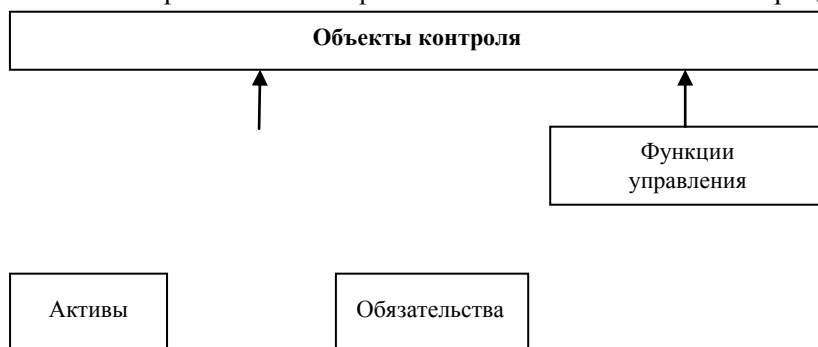 Объекты контроля
Функции
управления
Активы
Обязательства